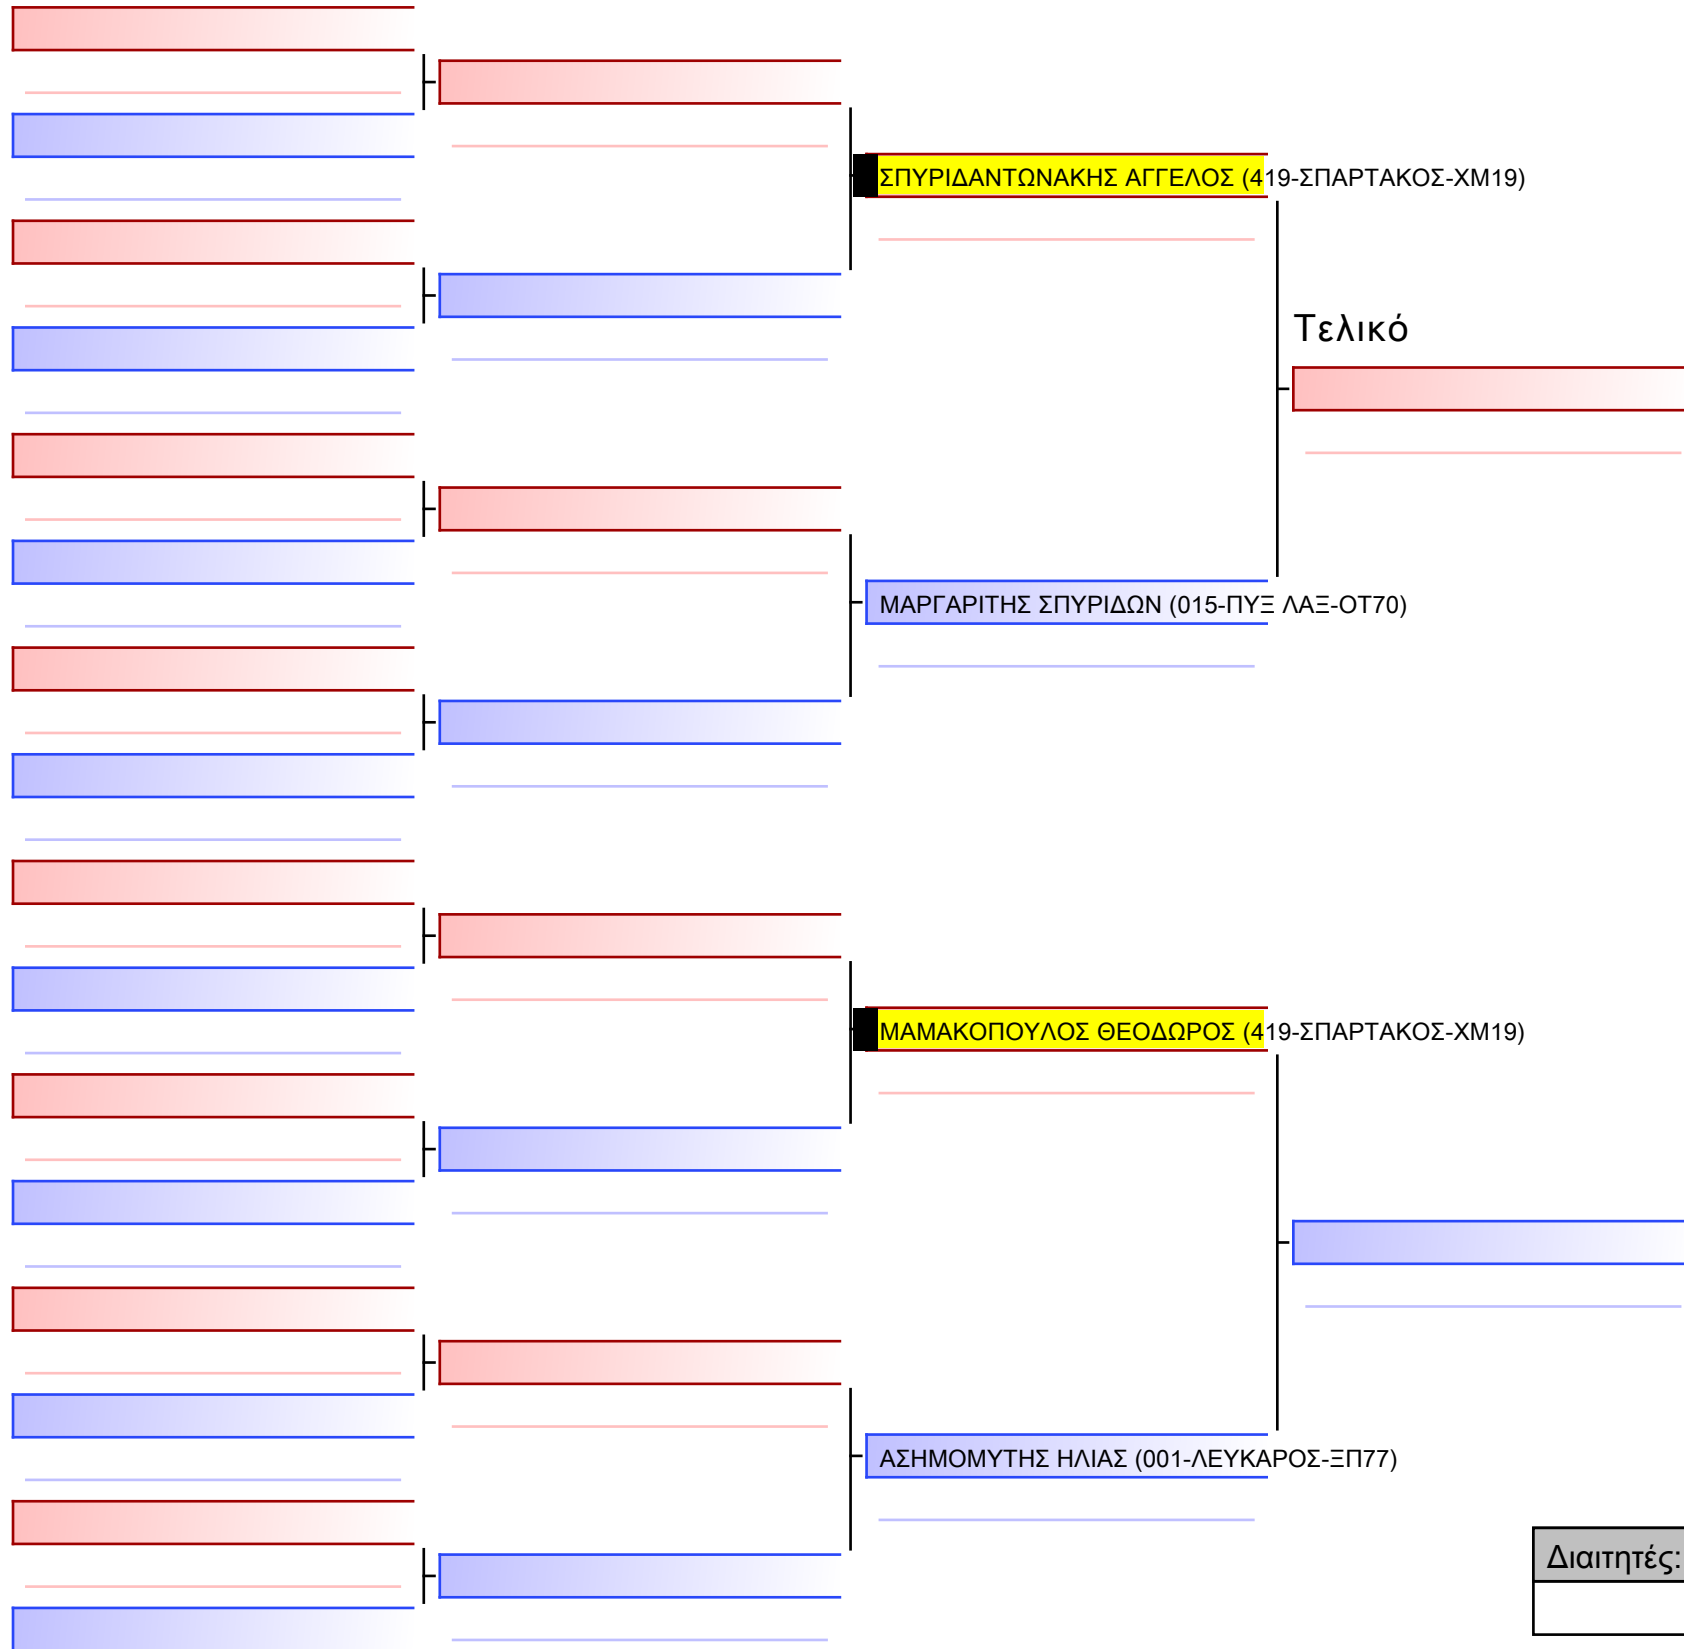 ΣΠΥΡΙΔΑΝΤΩΝΑΚΗΣ ΑΓΓΕΛΟΣ (419-ΣΠΑΡΤΑΚΟΣ-ΧΜ19)
Τελικό
ΜΑΡΓΑΡΙΤΗΣ ΣΠΥΡΙΔΩΝ (015-ΠΥΞ ΛΑΞ-ΟΤ70)
ΜΑΜΑΚΟΠΟΥΛΟΣ ΘΕΟΔΩΡΟΣ (419-ΣΠΑΡΤΑΚΟΣ-ΧΜ19)
ΑΣΗΜΟΜΥΤΗΣ ΗΛΙΑΣ (001-ΛΕΥΚΑΡΟΣ-ΞΠ77)
Διαιτητές: